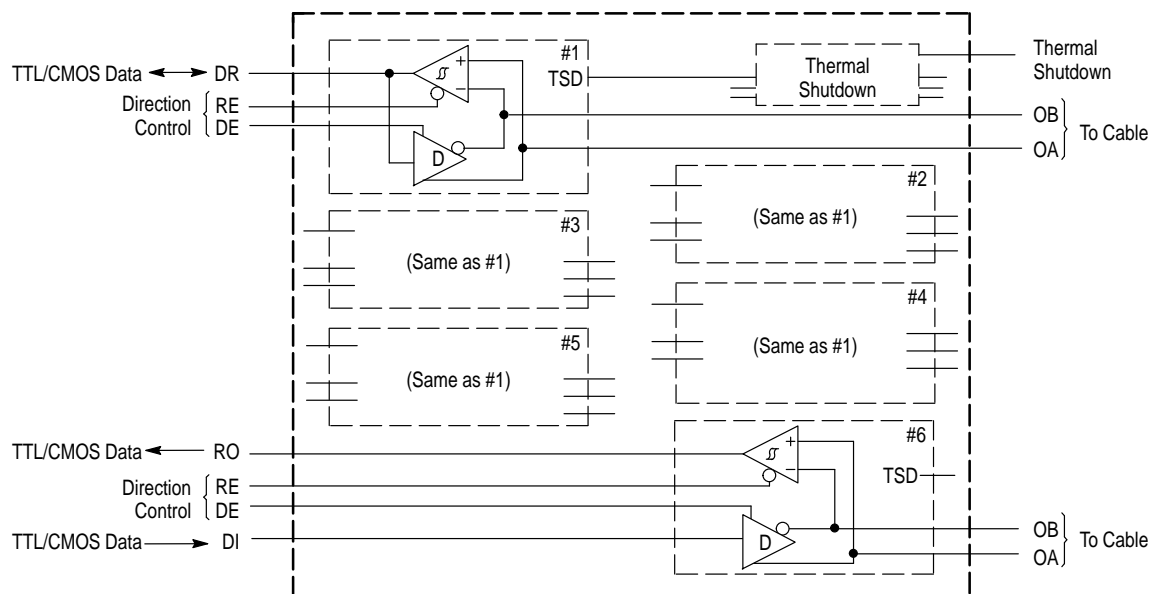 #1
TTL/CMOS Data DR
Direction Control { RE
DE
+
−
TSD
D
Thermal
Shutdown
Thermal
Shutdown
OB
OA } To Cable
#2
(Same as #1)
#3
(Same as #1)
#4
(Same as #1)
#5
(Same as #1)
#6
TTL/CMOS Data RO
Direction Control { RE
DE
TTL/CMOS Data DI
+
−
TSD
D
OB
OA } To Cable